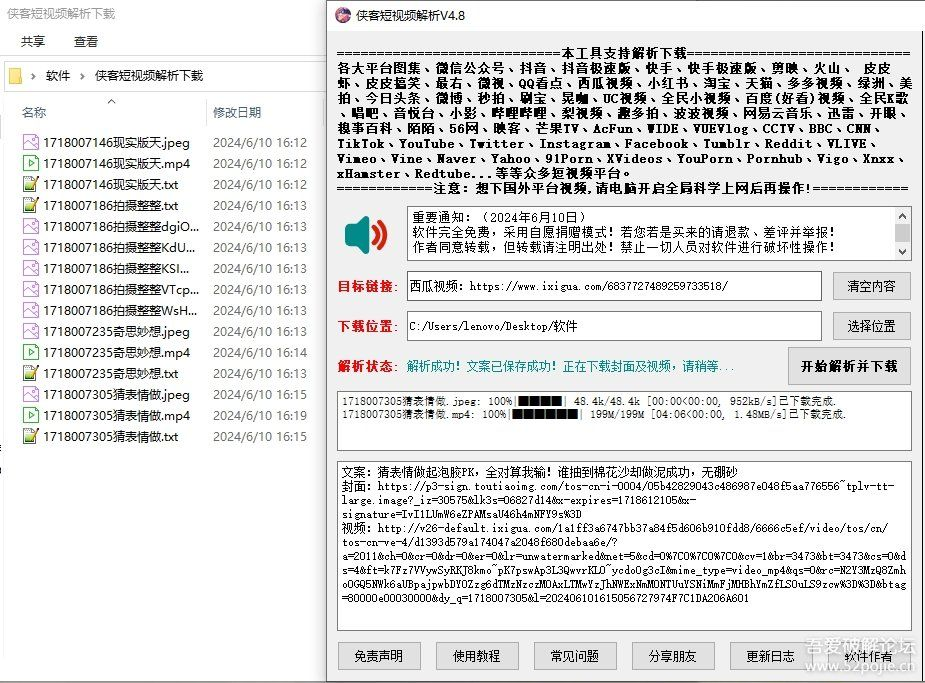 侠客短视频解析下载
共享 查看
软件 侠客短视频解析下载
名称 修改日期
1718007146现实版天.jpeg 2024/6/10 16:12
1718007146现实版天.mp4 2024/6/10 16:12
1718007146现实版天.txt 2024/6/10 16:12
1718007186拍摄整整.txt 2024/6/10 16:13
1718007186拍摄整整dgiO... 2024/6/10 16:13
1718007186拍摄整整KdU... 2024/6/10 16:13
1718007186拍摄整整KSI... 2024/6/10 16:13
1718007186拍摄整整VTcp... 2024/6/10 16:13
1718007186拍摄整整WsH... 2024/6/10 16:13
1718007235奇思妙想.jpeg 2024/6/10 16:13
1718007235奇思妙想.mp4 2024/6/10 16:14
1718007235奇思妙想.txt 2024/6/10 16:13
1718007305猜表情做.jpeg 2024/6/10 16:15
1718007305猜表情做.mp4 2024/6/10 16:19
1718007305猜表情做.txt 2024/6/10 16:15
侠客短视频解析V4.8
============================本工具支持解析下载============================
各大平台图集、微信公众号、抖音、抖音极速版、快手、快手极速版、剪映、火山、 皮皮
虾、皮皮搞笑、最右、微视、QQ看点、西瓜视频、小红书、淘宝、天猫、多多视频、绿洲、美
拍、今日头条、微博、秒拍、刷宝、晃咖、UC视频、全民小视频、百度(好看)视频、全民K歌
、唱吧、音悦台、小影、哔哩哔哩、梨视频、趣多拍、波波视频、网易云音乐、迅雷、开眼、
糗事百科、陌陌、56网、映客、芒果TV、AcFun、WIDE、VUEVlog、CCTV、BBC、CNN、
TikTok、YouTube、Twitter、Instagram、Facebook、Tumblr、Reddit、VLIVE、
Vimeo、Vine、Naver、Yahoo、91Porn、XVideos、YouPorn、Pornhub、Vigo、Xnxx、
xHamster、Redtube...等等众多短视频平台。
============注意：想下国外平台视频,请电脑开启全局科学上网后再操作!============
重要通知：（2024年6月10日）
软件完全免费，采用自愿捐赠模式！若您若是买来的请退款、差评并举报！
作者同意转载，但转载请注明出处！禁止一切人员对软件进行破坏性操作！
目标链接： 西瓜视频：https://www.ixigua.com/6837727489259733518/ 清空内容
下载位置： C:/Users/lenovo/Desktop/软件 选择位置
解析状态： 解析成功！文案已保存成功！正在下载封面及视频，请稍等... 开始解析并下载
1718007305猜表情做.jpeg: 100%|████| 48.4k/48.4k [00:00<00:00, 952kB/s]已下载完成.
1718007305猜表情做.mp4: 100%|██████| 199M/199M [04:06<00:00, 1.48MB/s]已下载完成.
文案：猜表情做起泡胶PK，全对算我输！谁抽到棉花沙却做泥成功，无硼砂
封面：https://p3-sign.toutiaoimg.com/tos-cn-i-0004/05b42829043c486987e048f5aa776556~tplv-tt-
large.image?_iz=30575&lk3s=06827d14&x-expires=1718612105&x-
signature=IvI1LUmW6eZPAMsaU46h4mNFY9s%3D
视频：http://v26-default.ixigua.com/1a1ff3a6747bb37a84f5d606b910fdd8/6666c5ef/video/tos/cn/
tos-cn-ve-4/d1393d579a174047a2048f680debaa6e/?
a=2011&ch=0&cr=0&dr=0&er=0&lr=unwatermarked&net=5&cd=0%7C0%7C0%7C0&cv=1&br=3473&bt=3473&cs=0&d
s=4&ft=k7Fz7VVywSyRKJ8kmo~pK7pswAp3L3QwvrKLO~ycdo0g3cI&mime_type=video_mp4&qs=0&rc=N2Y3MzQ8Zmh
oOGQ5NWk6aUBpajpwbDY0Zzg6dTMzNzczM0AxLTMwYzJhNWExNmM0NTUuYSNiMmFjMHBhYmZfLS0uLS9zcw%3D%3D&btag
=80000e00030000&dy_q=1718007305&l=202406101615056727974F7C1DA206A601
免责声明 使用教程 常见问题 分享朋友 更新日志 软件作者
吾爱破解论坛
www.52pojie.cn